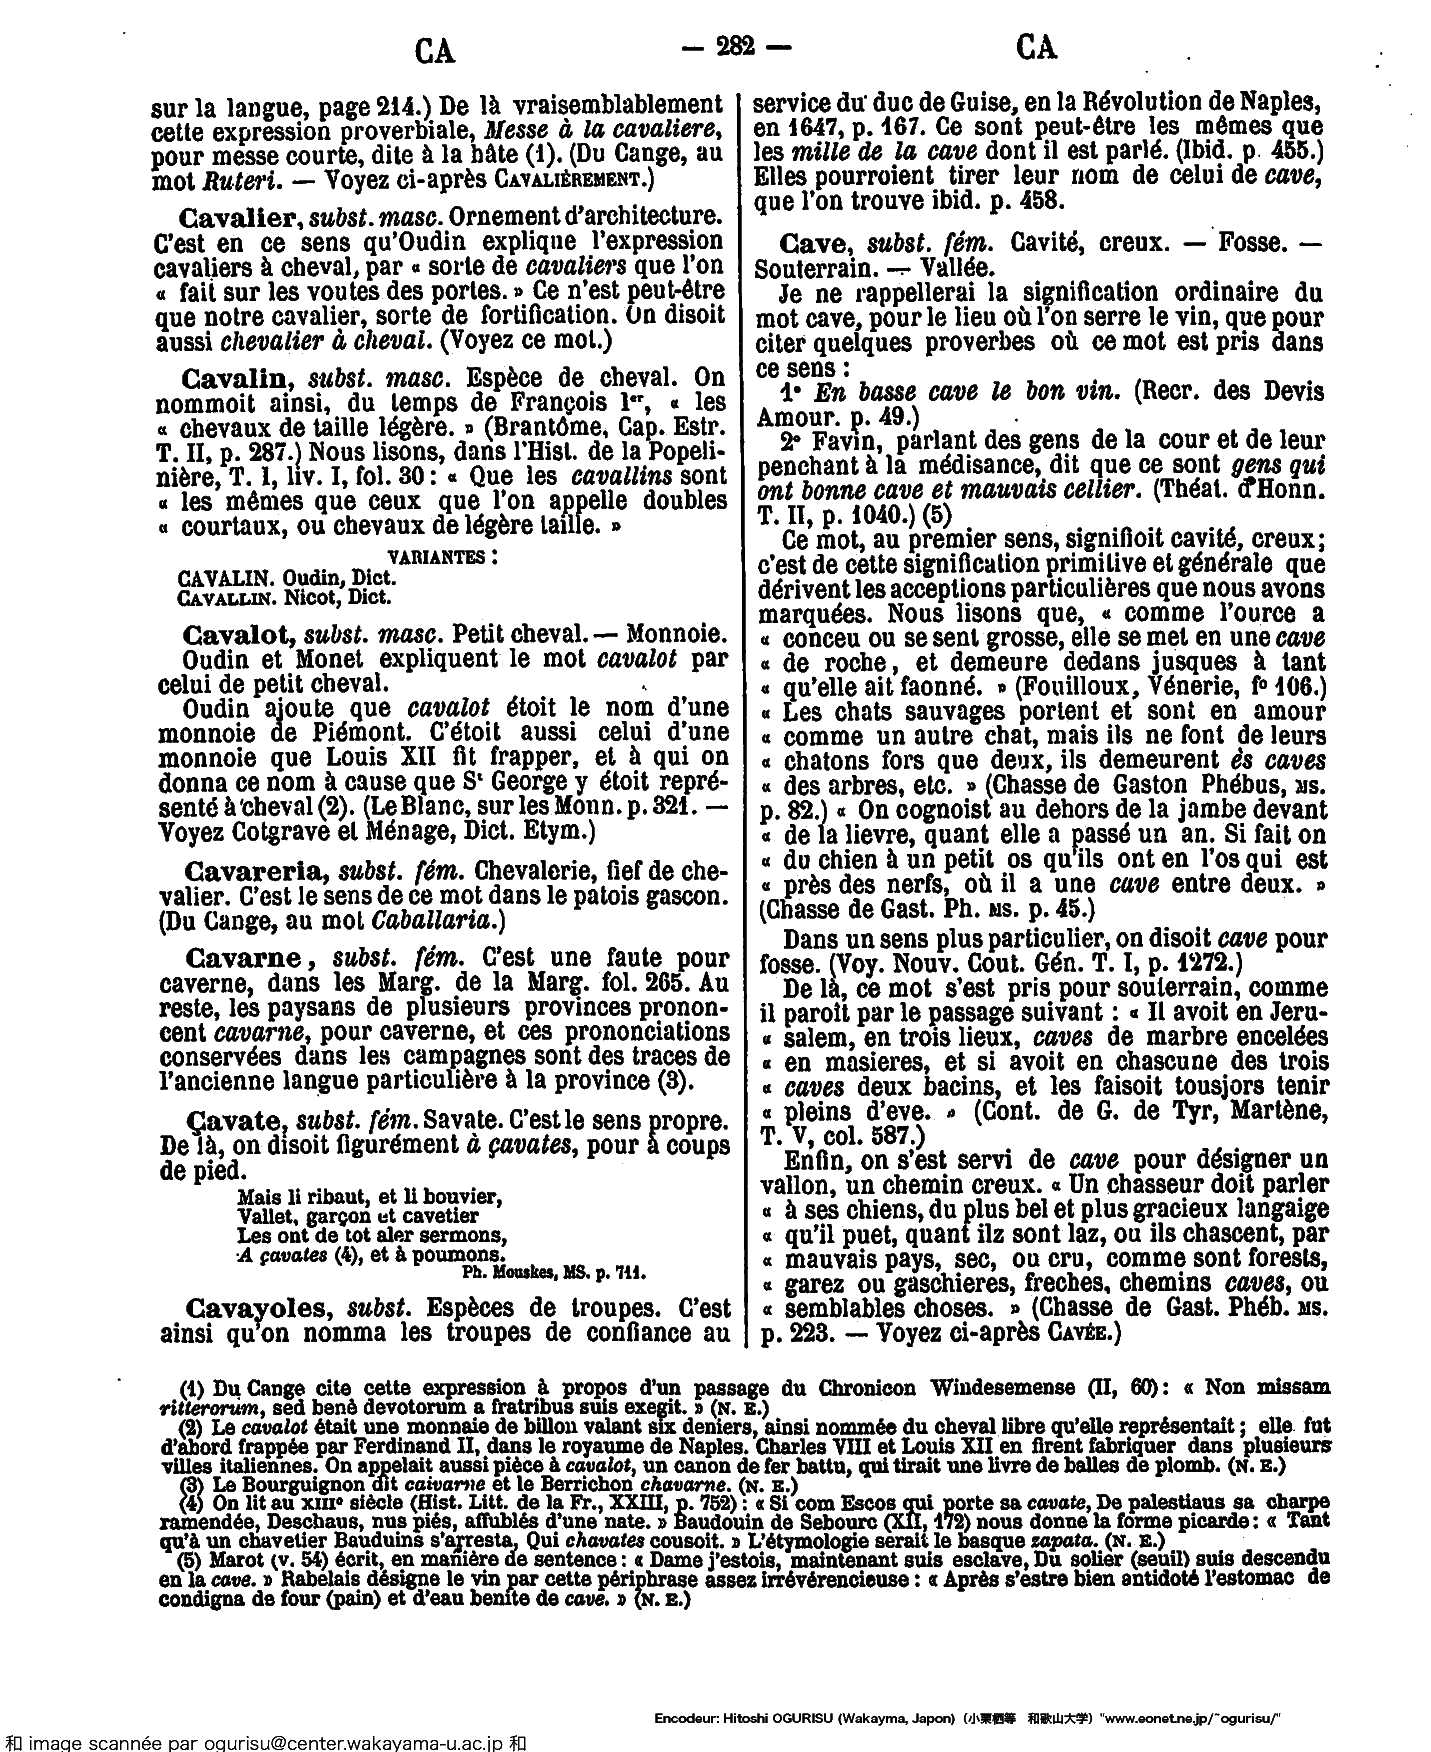 CA — 282 — CA
sur la langue, page 214.) De là vraisemblablement
cette expression proverbiale, Messe à la cavaliere,
pour messe courte, dite à la hâte (1). (Du Cange, au
mot Ruteri. — Voyez ci-après CAVALIÈREMENT.)
Cavalier, subst. masc. Ornement d'architecture.
C'est en ce sens qu'Oudin explique l'expression
cavaliers à cheval, par « sorte de cavaliers que l'on
« fait sur les voutes des portes. » Ce n'est peut-être
que notre cavalier, sorte de fortification. On disoit
aussi chevalier à cheval. (Voyez ce mot.)
Cavalin, subst. masc. Espèce de cheval. On
nommoit ainsi, du temps de François Ier, « les
« chevaux de taille légère. » (Brantôme, Cap. Estr.
T. II, p. 287.) Nous lisons, dans l'Hist. de la Popeli-
nière, T. I, liv. I, fol. 30 : « Que les cavallins sont
« les mêmes que ceux que l'on appelle doubles
« courtaux, ou chevaux de légère taille. »
VARIANTES :
CAVALIN. Oudin, Dict.
CAVALLIN. Nicot, Dict.
Cavalot, subst. masc. Petit cheval. — Monnoie.
Oudin et Monet expliquent le mot cavalot par
celui de petit cheval.
Oudin ajoute que cavalot étoit le nom d'une
monnoie de Piémont. C'étoit aussi celui d'une
monnoie que Louis XII fit frapper, et à qui on
donna ce nom à cause que St George y étoit repré-
senté à cheval (2). (Le Blanc, sur les Monn. p. 321. —
Voyez Cotgrave et Ménage, Dict. Etym.)
Cavareria, subst. fém. Chevalerie, fief de che-
valier. C'est le sens de ce mot dans le patois gascon.
(Du Cange, au mot Caballaria.)
Cavarne, subst. fém. C'est une faute pour
caverne, dans les Marg. de la Marg. fol. 265. Au
reste, les paysans de plusieurs provinces pronon-
cent cavarne, pour caverne, et ces prononciations
conservées dans les campagnes sont des traces de
l'ancienne langue particulière à la province (3).
Çavate, subst. fém. Savate. C'est le sens propre.
De là, on disoit figurément à çavates, pour à coups
de pied.
Mais li ribaut, et li bouvier,
Vallet, garçon et cavetier
Les ont de tot aler sermons,
A çavates (4), et à poumons.
Ph. Mouskes, MS. p. 711.
Cavayoles, subst. Espèces de troupes. C'est
ainsi qu'on nomma les troupes de confiance au
service du duc de Guise, en la Révolution de Naples,
en 1647, p. 167. Ce sont peut-être les mêmes que
les mille de la cave dont il est parlé. (Ibid. p. 455.)
Elles pourroient tirer leur nom de celui de cave,
que l'on trouve ibid. p. 458.
Cave, subst. fém. Cavité, creux. — Fosse. —
Souterrain. — Vallée.
Je ne rappellerai la signification ordinaire du
mot cave, pour le lieu où l'on serre le vin, que pour
citer quelques proverbes où ce mot est pris dans
ce sens :
1° En basse cave le bon vin. (Recr. des Devis
Amour. p. 49.)
2° Favin, parlant des gens de la cour et de leur
penchant à la médisance, dit que ce sont gens qui
ont bonne cave et mauvais cellier. (Théat. d'Honn.
T. II, p. 1040.) (5)
Ce mot, au premier sens, signifioit cavité, creux;
c'est de cette signification primitive et générale que
dérivent les acceptions particulières que nous avons
marquées. Nous lisons que, « comme l'ource a
« conceu ou se sent grosse, elle se met en une cave
« de roche, et demeure dedans jusques à tant
« qu'elle ait faonné. » (Fouilloux, Vénerie, fo 106.)
« Les chats sauvages portent et sont en amour
« comme un autre chat, mais ils ne font de leurs
« chatons fors que deux, ils demeurent ès caves
« des arbres, etc. » (Chasse de Gaston Phébus, MS.
p. 82.) « On cognoist au dehors de la jambe devant
« de la lievre, quant elle a passé un an. Si fait on
« du chien à un petit os qu'ils ont en l'os qui est
« près des nerfs, où il a une cave entre deux. »
(Chasse de Gast. Ph. MS. p. 45.)
Dans un sens plus particulier, on disoit cave pour
fosse. (Voy. Nouv. Cout. Gén. T. I, p. 1272.)
De là, ce mot s'est pris pour souterrain, comme
il paroît par le passage suivant : « Il avoit en Jeru-
« salem, en trois lieux, caves de marbre encelées
« en masieres, et si avoit en chascune des trois
« caves deux bacins, et les faisoit tousjors tenir
« pleins d'eve. » (Cont. de G. de Tyr, Martène,
T. V, col. 587.)
Enfin, on s'est servi de cave pour désigner un
vallon, un chemin creux. « Un chasseur doit parler
« à ses chiens, du plus bel et plus gracieux langaige
« qu'il puet, quant ilz sont laz, ou ils chascent, par
« mauvais pays, sec, ou cru, comme sont forests,
« garez ou gaschieres, freches, chemins caves, ou
« semblables choses. » (Chasse de Gast. Phéb. MS.
p. 223. — Voyez ci-après CAVÉE.)
(1) Du Cange cite cette expression à propos d'un passage du Chronicon Windesemense (II, 60) : « Non missam
ritterorum, sed benè devotorum a fratribus suis exegit. » (N. E.)
(2) Le cavalot était une monnaie de billon valant six deniers, ainsi nommée du cheval libre qu'elle représentait ; elle fut
d'abord frappée par Ferdinand II, dans le royaume de Naples. Charles VIII et Louis XII en firent fabriquer dans plusieurs
villes italiennes. On appelait aussi pièce à cavalot, un canon de fer battu, qui tirait une livre de balles de plomb. (N. E.)
(3) Le Bourguignon dit caivarne et le Berrichon chavarne. (N. E.)
(4) On lit au XIIIe siècle (Hist. Litt. de la Fr., XXIII, p. 752) : « Si com Escos qui porte sa cavate, De palestiaus sa charpe
ramendée, Deschaus, nus piés, affublés d'une nate. » Baudouin de Sebourc (XII, 172) nous donne la forme picarde : « Tant
qu'à un chavetier Bauduins s'arresta, Qui chavates cousoit. » L'étymologie serait le basque zapata. (N. E.)
(5) Marot (v. 54) écrit, en manière de sentence : « Dame j'estois, maintenant suis esclave, Du solier (seuil) suis descendu
en la cave. » Rabelais désigne le vin par cette périphrase assez irrévérencieuse : « Après s'estre bien antidoté l'estomac de
condigna de four (pain) et d'eau benite de cave. » (N. E.)
Encodeur: Hitoshi OGURISU (Wakayma, Japon) (小栗栖等 和歌山大学) "www.eonet.ne.jp/~ogurisu/"
和 image scannée par ogurisu@center.wakayama-u.ac.jp 和